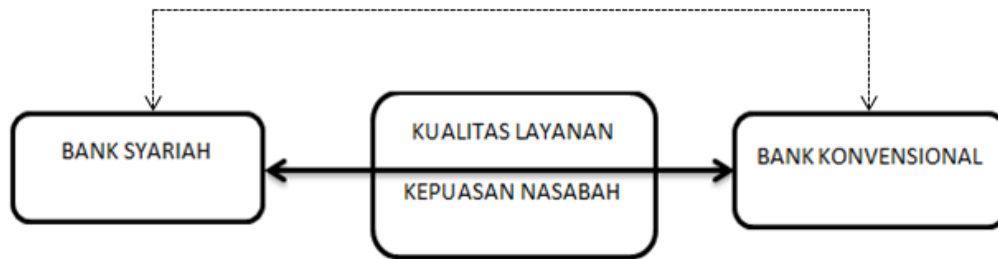 BANK SYARIAH
KUALITAS LAYANAN
KEPUASAN NASABAH
BANK KONVENSIONAL